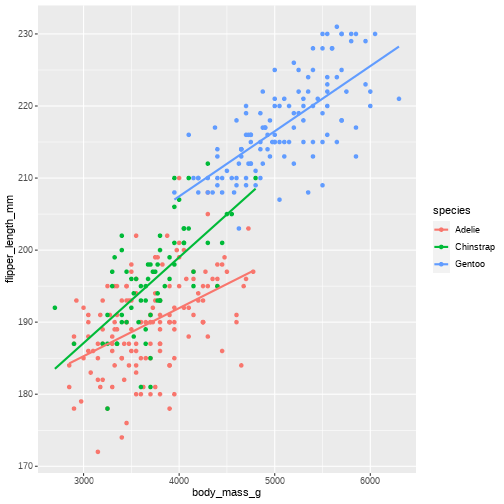 230
220
210
200
190
180
170
flipper_length_mm
3000 4000 5000 6000
body_mass_g
species
Adelie
Chinstrap
Gentoo